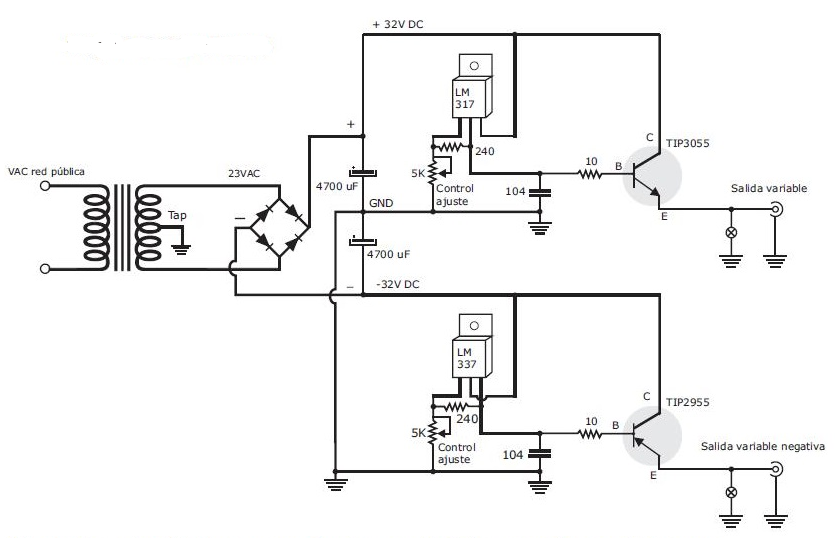 + 32V DC
LM
317
+
240
VAC red pública
23VAC
5K
Control
ajuste
4700 uF
104
10
B
C
TIP3055
E
Salida variable
Tap
−
GND
4700 uF
−
-32V DC
LM
337
240
5K
Control
ajuste
104
10
B
C
TIP2955
E
Salida variable negativa